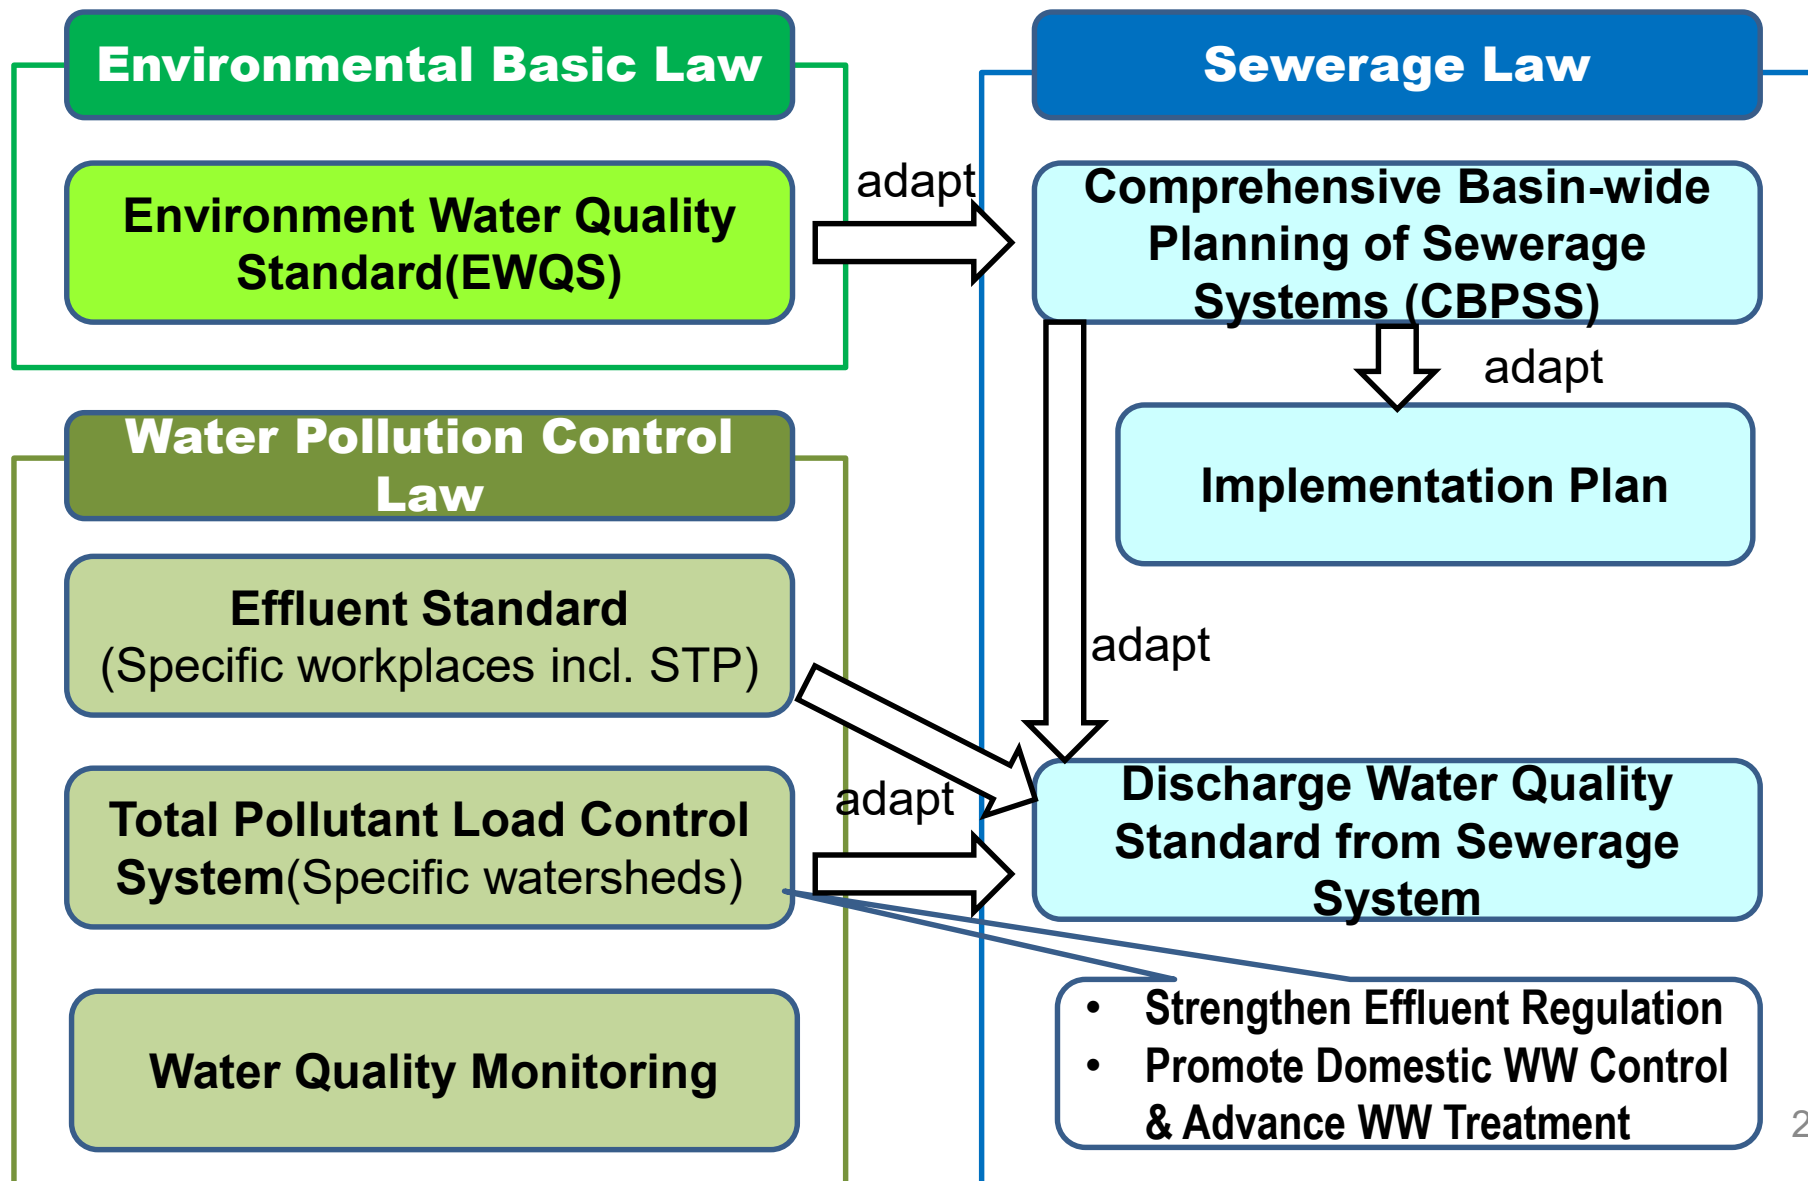 Environmental Basic Law
Environment Water Quality
Standard(EWQS)
adapt
Sewerage Law
Comprehensive Basin-wide
Planning of Sewerage
Systems (CBPSS)
adapt
Implementation Plan
adapt
Water Pollution Control
Law
Effluent Standard
(Specific workplaces incl. STP)
Total Pollutant Load Control
System(Specific watersheds)
adapt
Water Quality Monitoring
Discharge Water Quality
Standard from Sewerage
System
• Strengthen Effluent Regulation
• Promote Domestic WW Control
& Advance WW Treatment
2